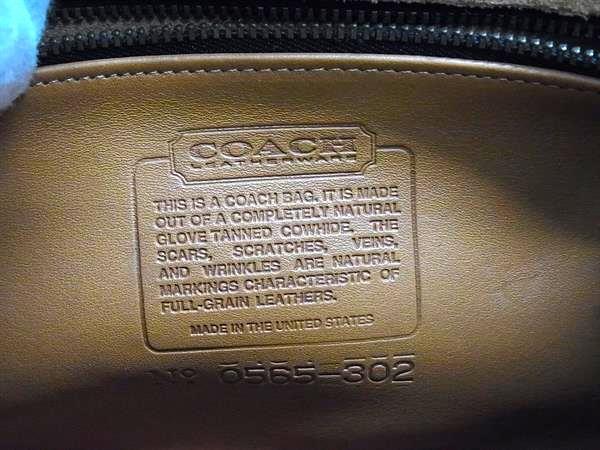 COACH
LEATHERWARE
THIS IS A COACH BAG. IT IS MADE
OUT OF A COMPLETELY NATURAL
GLOVE TANNED COWHIDE. THE
SCARS, SCRATCHES, VEINS,
AND WRINKLES ARE NATURAL
MARKINGS CHARACTERISTIC OF
FULL-GRAIN LEATHERS.
MADE IN THE UNITED STATES
No 0565-302